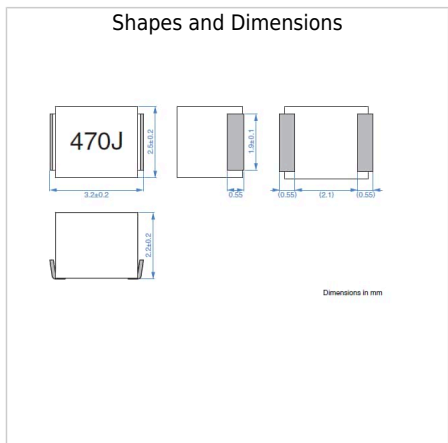 Shapes and Dimensions
470J
2.5±0.2
3.2±0.2
1.9±0.1
0.55
(0.55)
(2.1)
(0.55)
2.2±0.2
Dimensions in mm